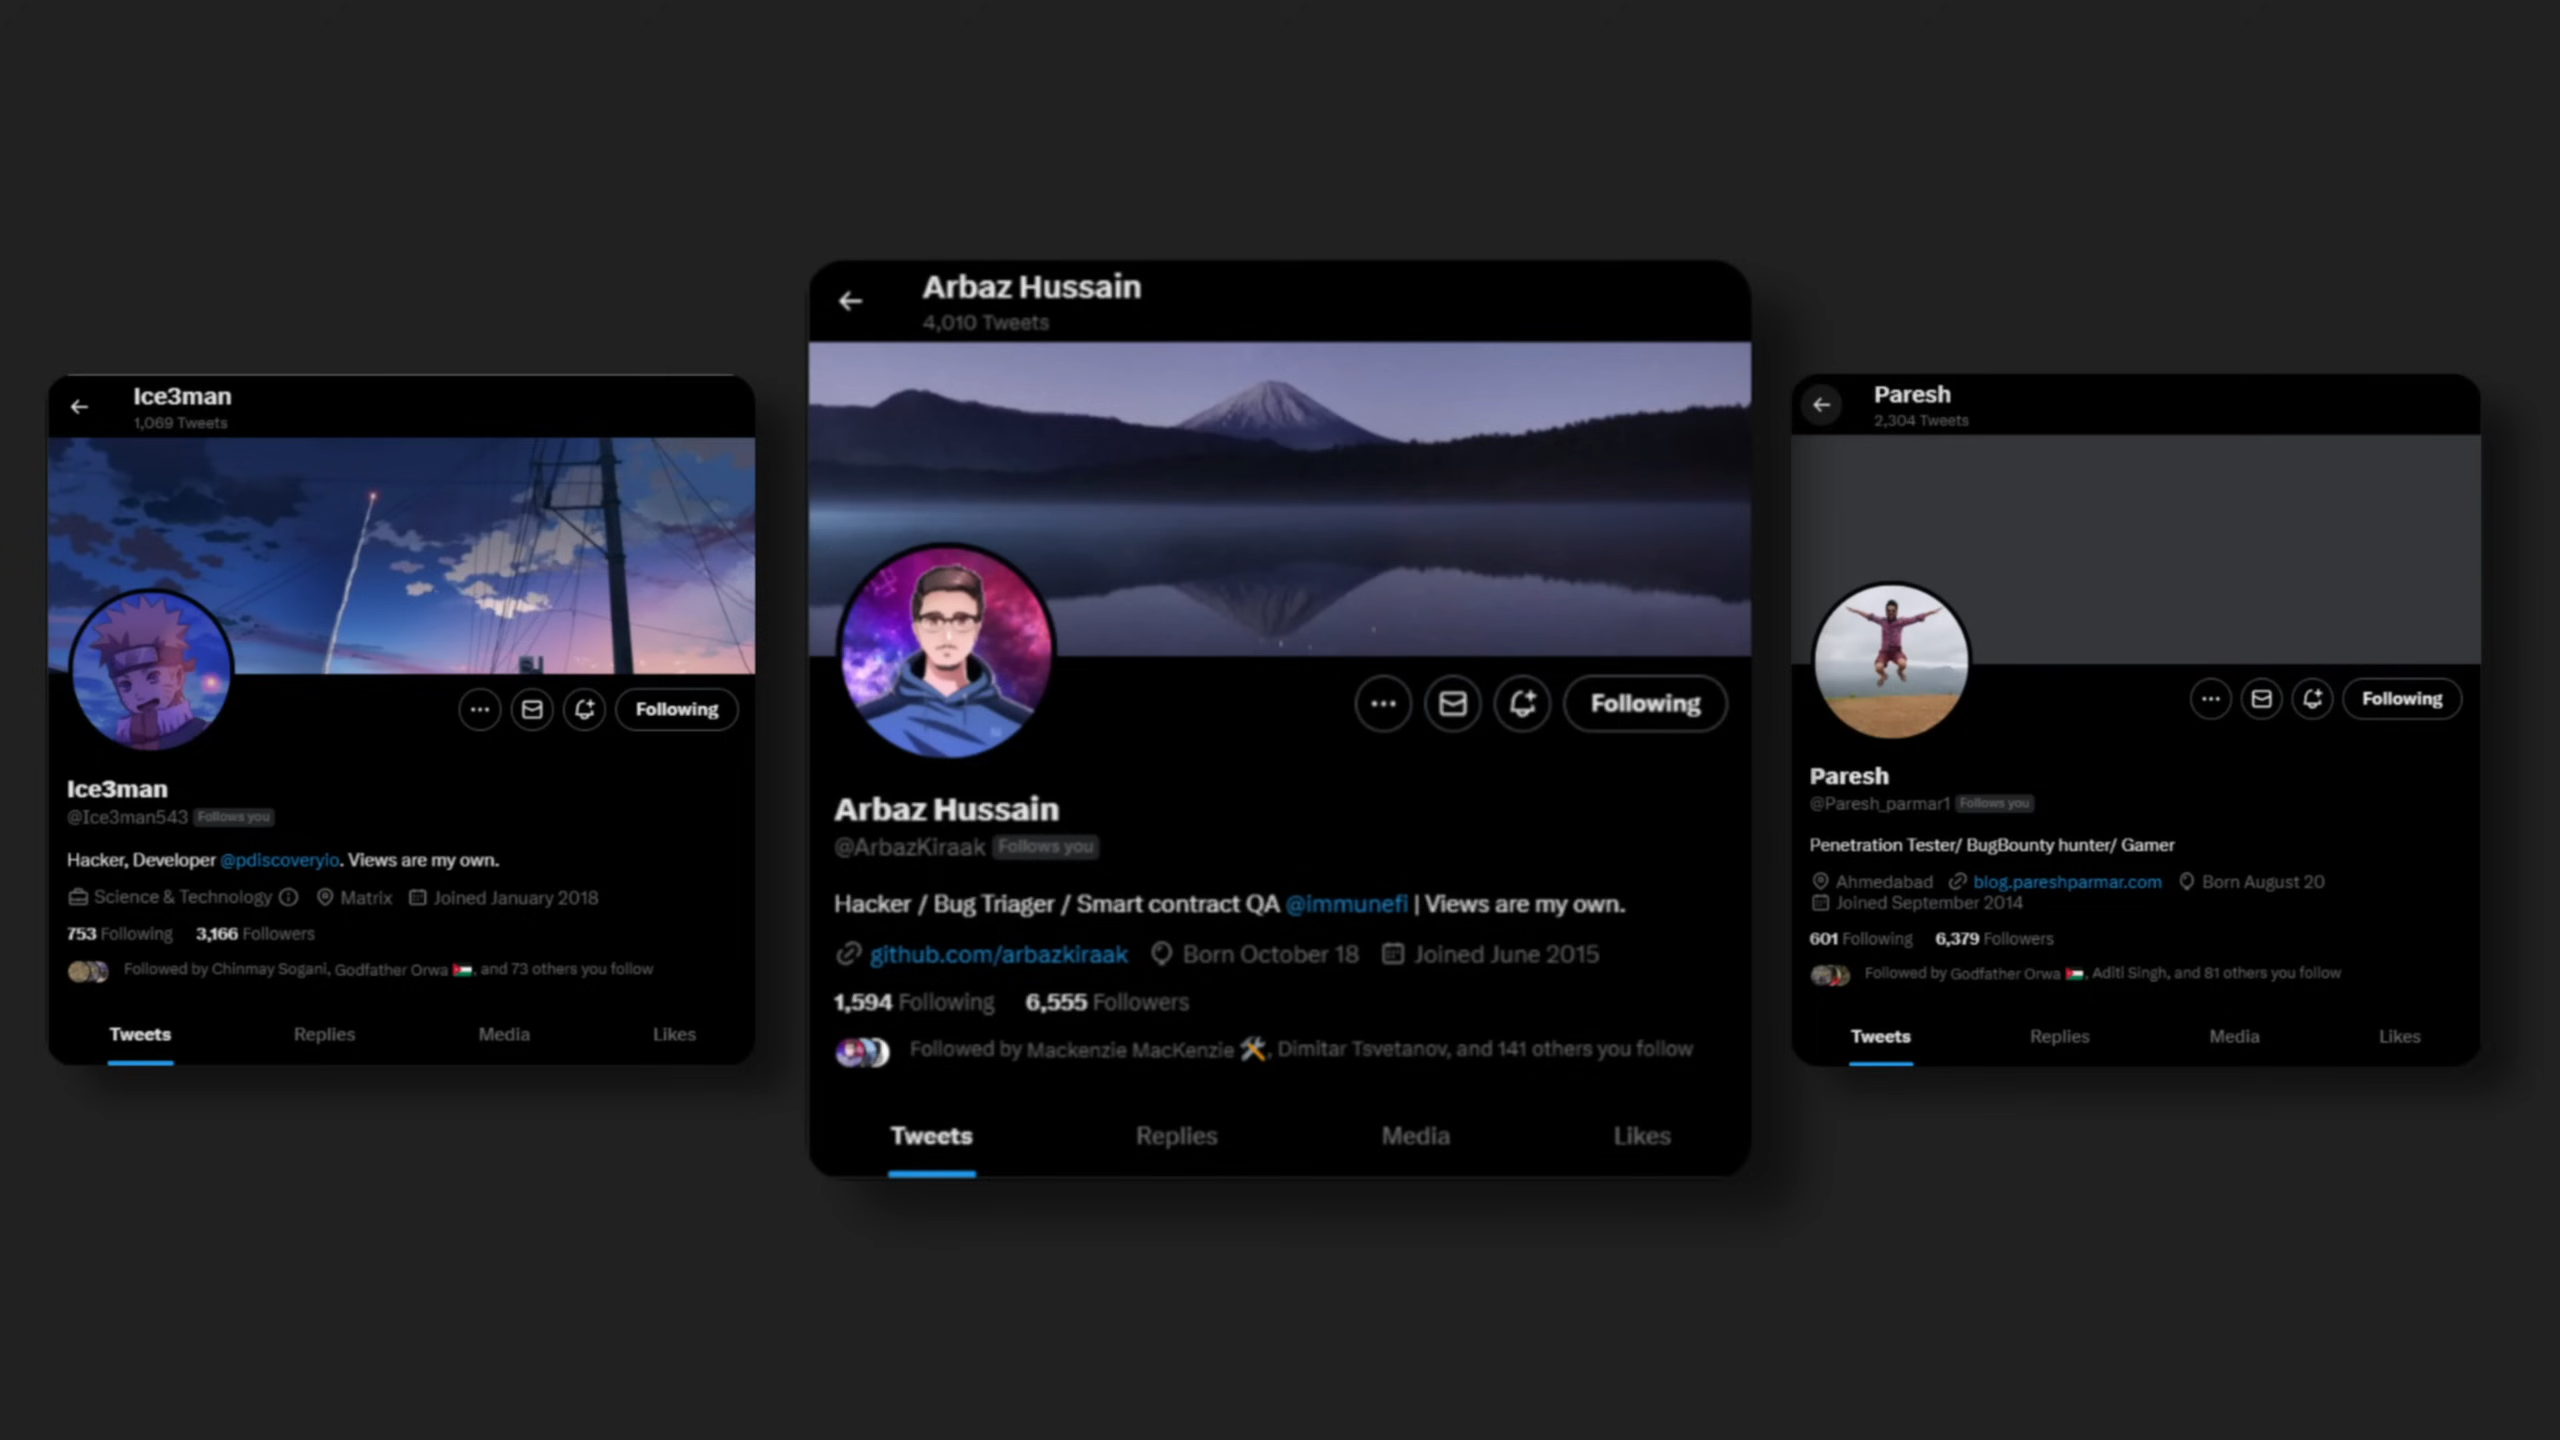 Ice3man
1,069 Tweets
Following
Ice3man
@Ice3man543 Follows you
Hacker, Developer @pdiscoveryio. Views are my own.
Science & Technology Matrix Joined January 2018
753 Following 3,166 Followers
Followed by Chinmay Sogani, Godfather Orwa 🇵🇸, and 73 others you follow
Tweets Replies Media Likes
Arbaz Hussain
4,010 Tweets
Following
Arbaz Hussain
@ArbazKiraak Follows you
Hacker / Bug Triager / Smart contract QA @immunefi | Views are my own.
github.com/arbazkiraak Born October 18 Joined June 2015
1,594 Following 6,555 Followers
Followed by Mackenzie MacKenzie 🛠, Dimitar Tsvetanov, and 141 others you follow
Tweets Replies Media Likes
Paresh
2,304 Tweets
Following
Paresh
@Paresh_parmar1 Follows you
Penetration Tester/ BugBounty hunter/ Gamer
Ahmedabad blog.pareshparmar.com Born August 20
Joined September 2014
601 Following 6,379 Followers
Followed by Godfather Orwa 🇵🇸, Aditi Singh, and 81 others you follow
Tweets Replies Media Likes